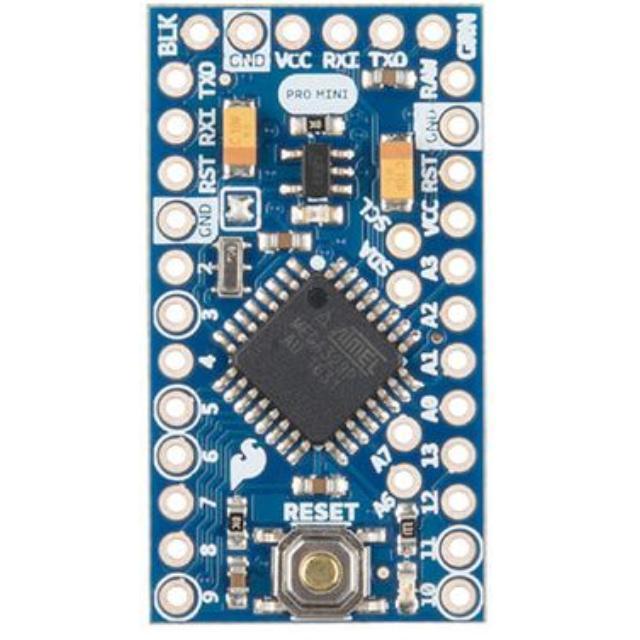 BLK
GND
VCC
RXI
TXO
GRN
PRO MINI
TXO
RXI
RST
GND
2
3
4
5
6
7
8
9
RAW
GND
RST
VCC
SCL
SDA
A3
A2
A1
A0
13
12
11
10
A7
A6
ATMEL
RESET